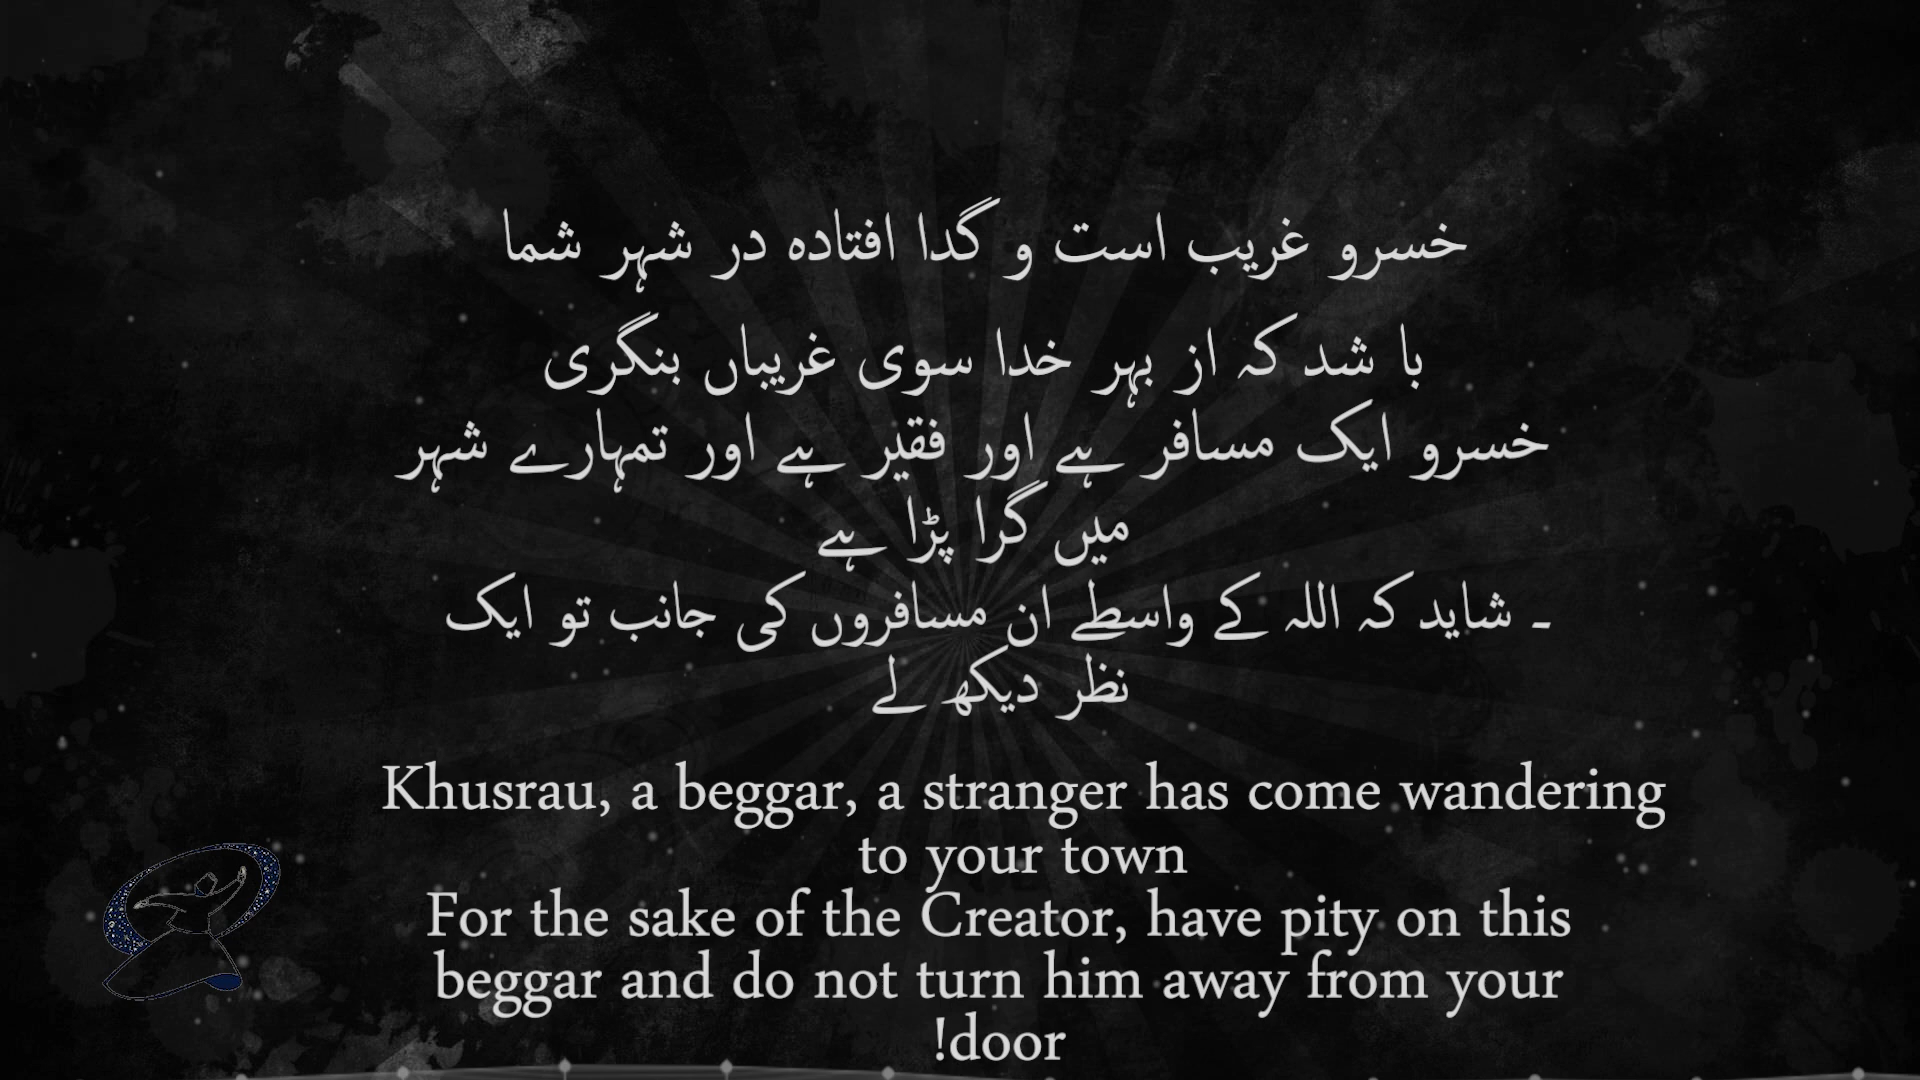 خسرو غریب است و گدا افتاده در شہر شما
با شد کہ از بہر خدا سوی غریباں بنگری
خسرو ایک مسافر ہے اور فقیر ہے اور تمہارے شہر
میں گرا پڑا ہے
۔ شاید کہ اللہ کے واسطے ان مسافروں کی جانب تو ایک
نظر دیکھ لے
Khusrau, a beggar, a stranger has come wandering
to your town
For the sake of the Creator, have pity on this
beggar and do not turn him away from your
!door